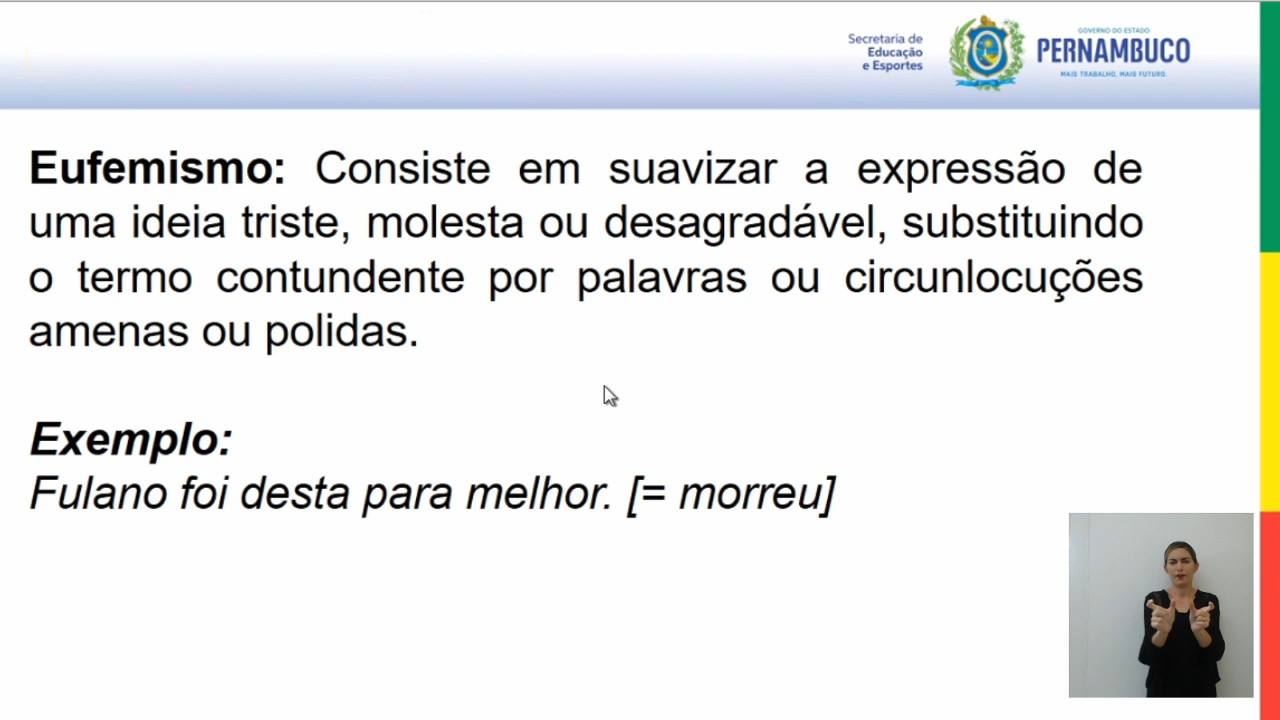 Secretaria de
Educação
e Esportes
GOVERNO DO ESTADO
PERNAMBUCO
MAIS TRABALHO, MAIS FUTURO.
Eufemismo: Consiste em suavizar a expressão de
uma ideia triste, molesta ou desagradável, substituindo
o termo contundente por palavras ou circunlocuções
amenas ou polidas.
Exemplo:
Fulano foi desta para melhor. [= morreu]